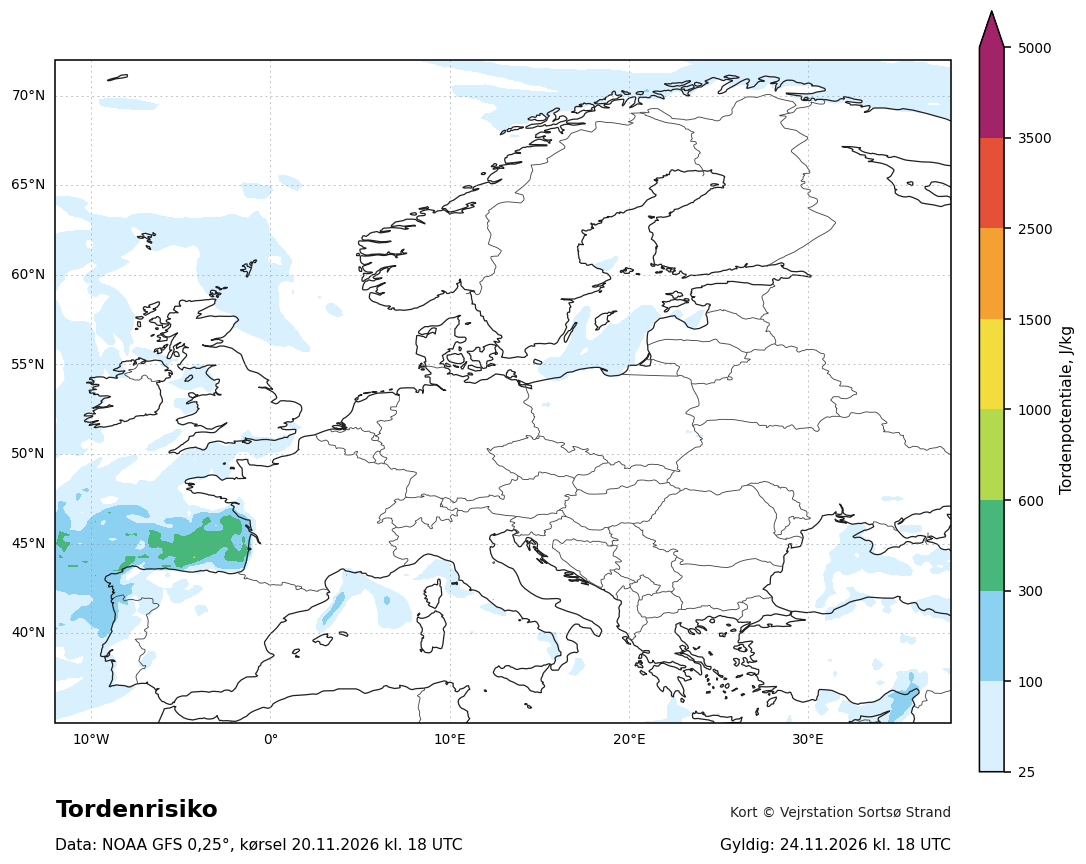 70°N
65°N
60°N
55°N
50°N
45°N
40°N
10°W
0°
10°E
20°E
30°E
5000
3500
2500
1500
1000
600
300
100
25
Tordenpotentiale, J/kg
Tordenrisiko
Kort © Vejrstation Sortsø Strand
Data: NOAA GFS 0,25°, kørsel 20.11.2026 kl. 18 UTC
Gyldig: 24.11.2026 kl. 18 UTC